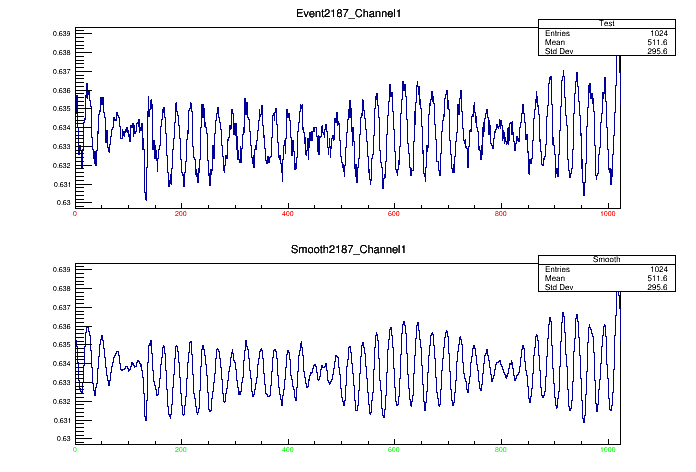 Event2187_Channel1
Test
Entries 1024
Mean 511.6
Std Dev 295.6
0.639
0.638
0.637
0.636
0.635
0.634
0.633
0.632
0.631
0.63
0 200 400 600 800 1000
Smooth2187_Channel1
Smooth
Entries 1024
Mean 511.6
Std Dev 295.6
0.639
0.638
0.637
0.636
0.635
0.634
0.633
0.632
0.631
0.63
0 200 400 600 800 1000